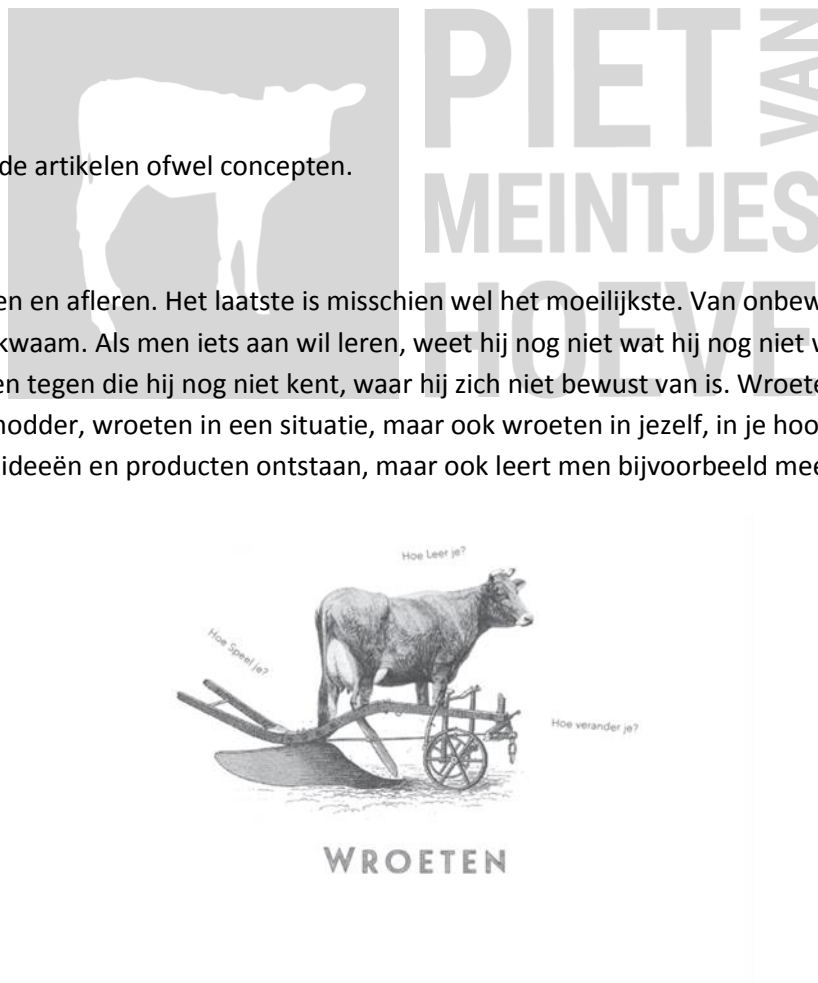 PIET VAN
MEINTJES
HOEVE
de artikelen ofwel concepten.
en en afleren. Het laatste is misschien wel het moeilijkste. Van onbew
kwaam. Als men iets aan wil leren, weet hij nog niet wat hij nog niet w
en tegen die hij nog niet kent, waar hij zich niet bewust van is. Wroete
nodder, wroeten in een situatie, maar ook wroeten in jezelf, in je hoo
ideeën en producten ontstaan, maar ook leert men bijvoorbeeld mee
Hoe Leer je?
Hoe Speel je?
Hoe verander je?
WROETEN